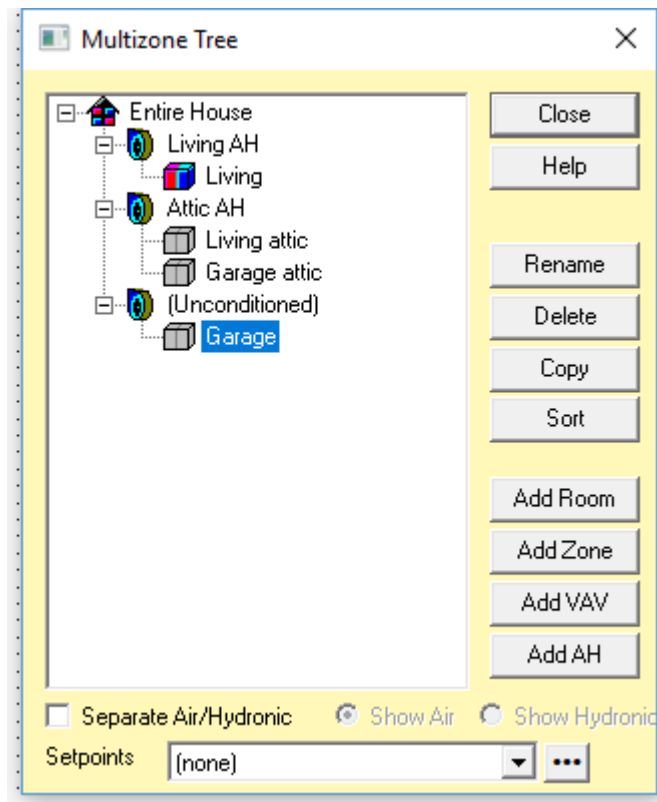 Multizone Tree
Entire House
Living AH
Living
Attic AH
Living attic
Garage attic
(Unconditioned)
Garage
Close
Help
Rename
Delete
Copy
Sort
Add Room
Add Zone
Add VAV
Add AH
Separate Air/Hydronic Show Air Show Hydronic
Setpoints (none)